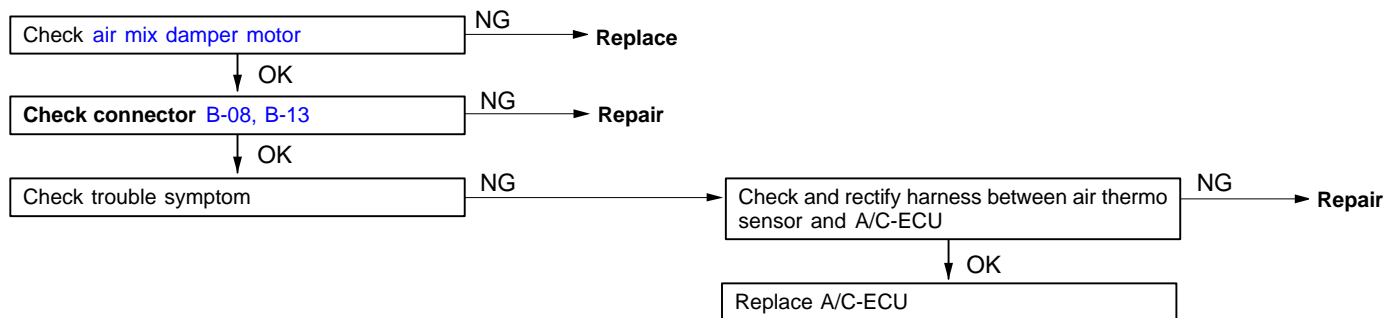 Check air mix damper motor
NG
Replace
OK
Check connector B-08, B-13
NG
Repair
OK
Check trouble symptom
NG
Check and rectify harness between air thermo
sensor and A/C-ECU
NG
Repair
OK
Replace A/C-ECU